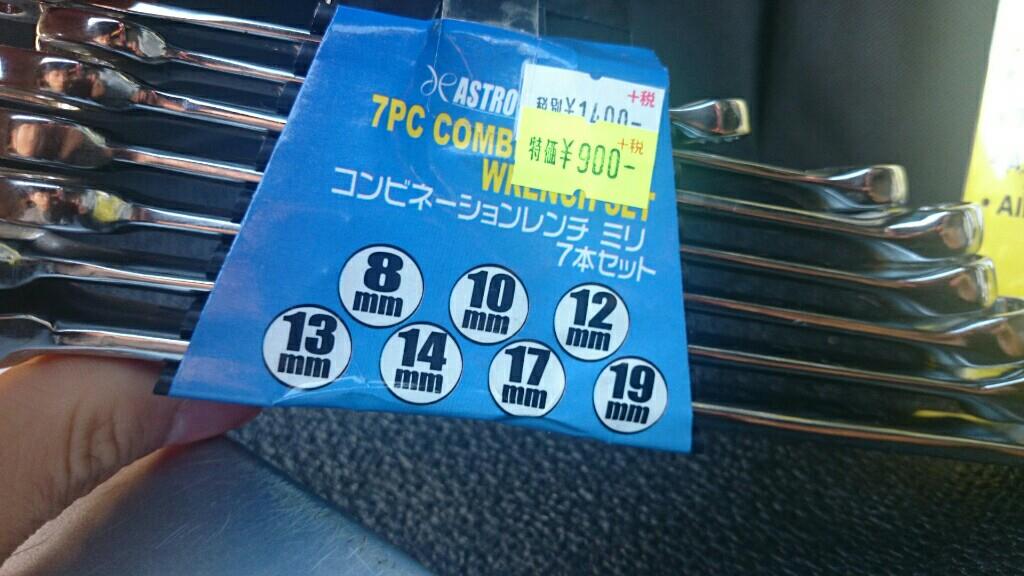 ASTRO
+税
税別¥1700-
7PC COMB
+税
特価¥900-
WRENCH SET
コンビネーションレンチ ミリ
7本セット
8
mm
10
mm
12
mm
13
mm
14
mm
17
mm
19
mm